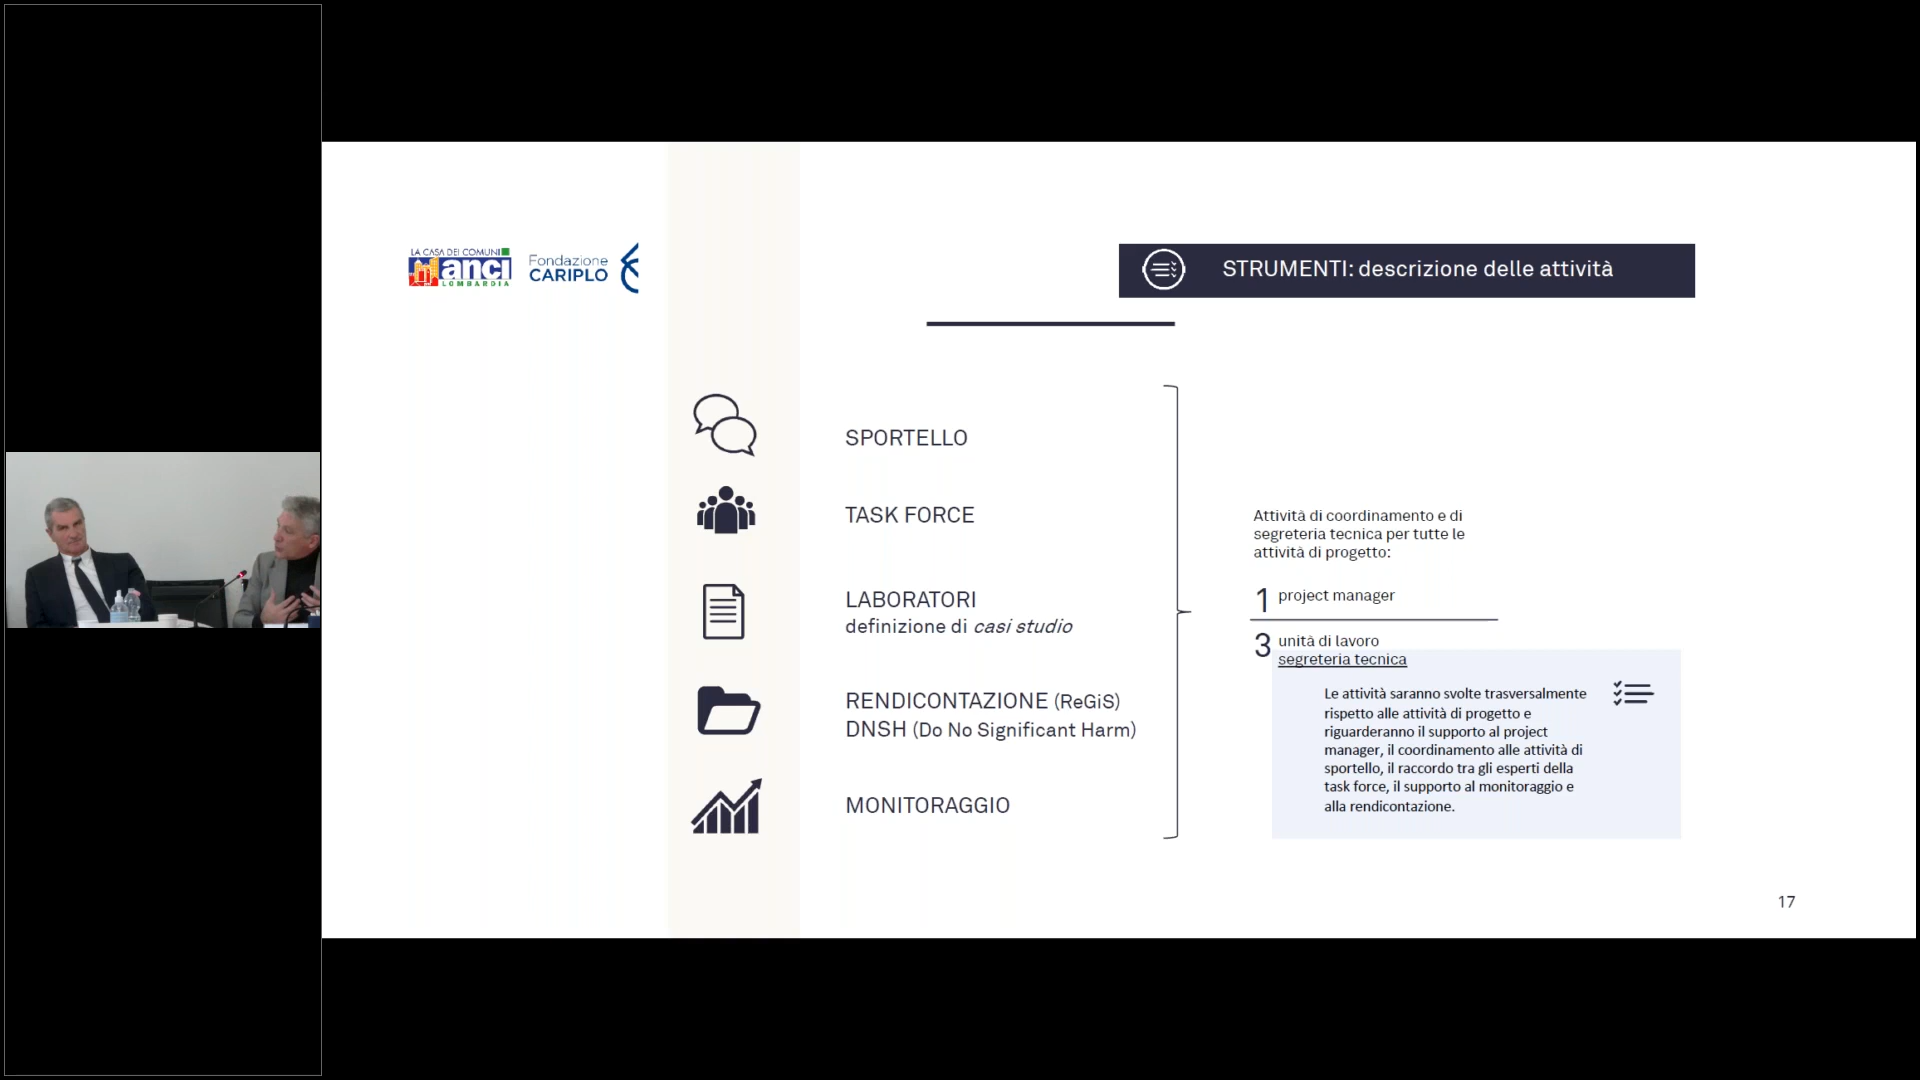 LA CASA DEI COMUNI
anci
LOMBARDIA
Fondazione
CARIPLO
STRUMENTI: descrizione delle attività
SPORTELLO
TASK FORCE
LABORATORI
definizione di casi studio
RENDICONTAZIONE (ReGiS)
DNSH (Do No Significant Harm)
MONITORAGGIO
Attività di coordinamento e di
segreteria tecnica per tutte le
attività di progetto:
1 project manager
3 unità di lavoro
segreteria tecnica
Le attività saranno svolte trasversalmente
rispetto alle attività di progetto e
riguarderanno il supporto al project
manager, il coordinamento alle attività di
sportello, il raccordo tra gli esperti della
task force, il supporto al monitoraggio e
alla rendicontazione.
17